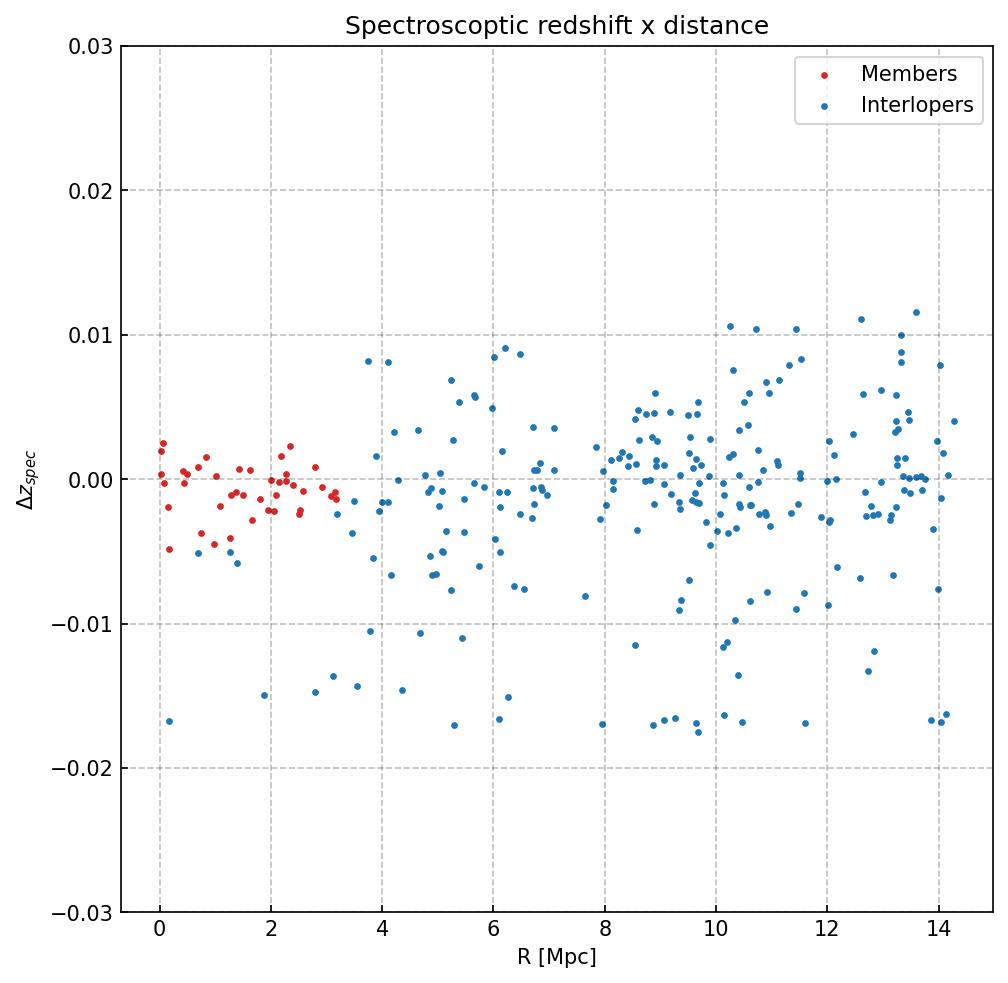 Spectroscoptic redshift x distance
0.03
Members
Interlopers
0.02
0.01
0.00
−0.01
−0.02
−0.03
Δz_spec
0 2 4 6 8 10 12 14
R [Mpc]